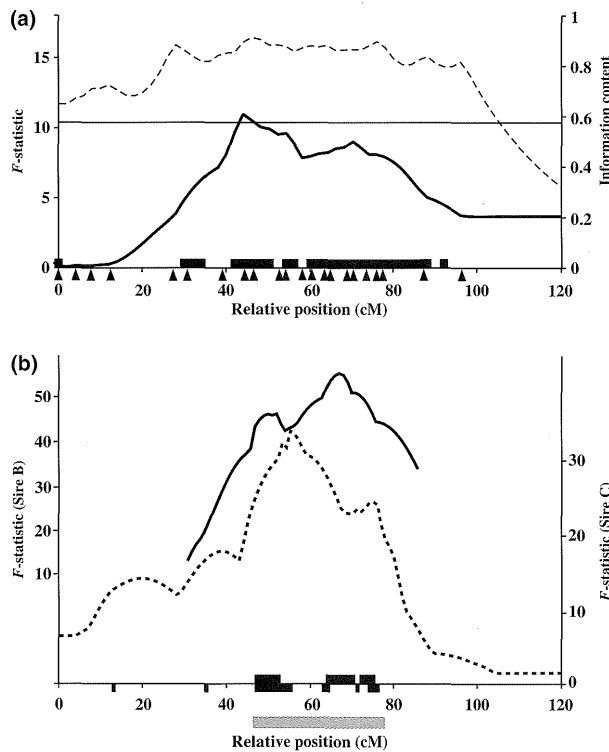 (a)
15
10
5
0
F-statistic
1
0.8
0.6
0.4
0.2
0
Information content
0 20 40 60 80 100 120
Relative position (cM)
(b)
50
40
30
20
10
F-statistic (Sire B)
30
20
10
0
F-statistic (Sire C)
0 20 40 60 80 100 120
Relative position (cM)